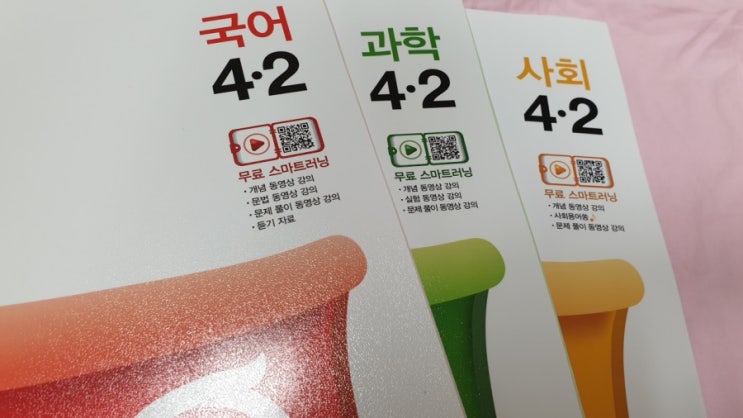 국어
4·2
무료 스마트러닝
· 개념 동영상 강의
· 문법 동영상 강의
· 문제 풀이 동영상 강의
· 듣기 자료
과학
4·2
무료 스마트러닝
· 개념 동영상 강의
· 실험 동영상 강의
· 문제 풀이 동영상 강의
사회
4·2
무료 스마트러닝
· 개념 동영상 강의
· 사회용어송♪
· 문제 풀이 동영상 강의